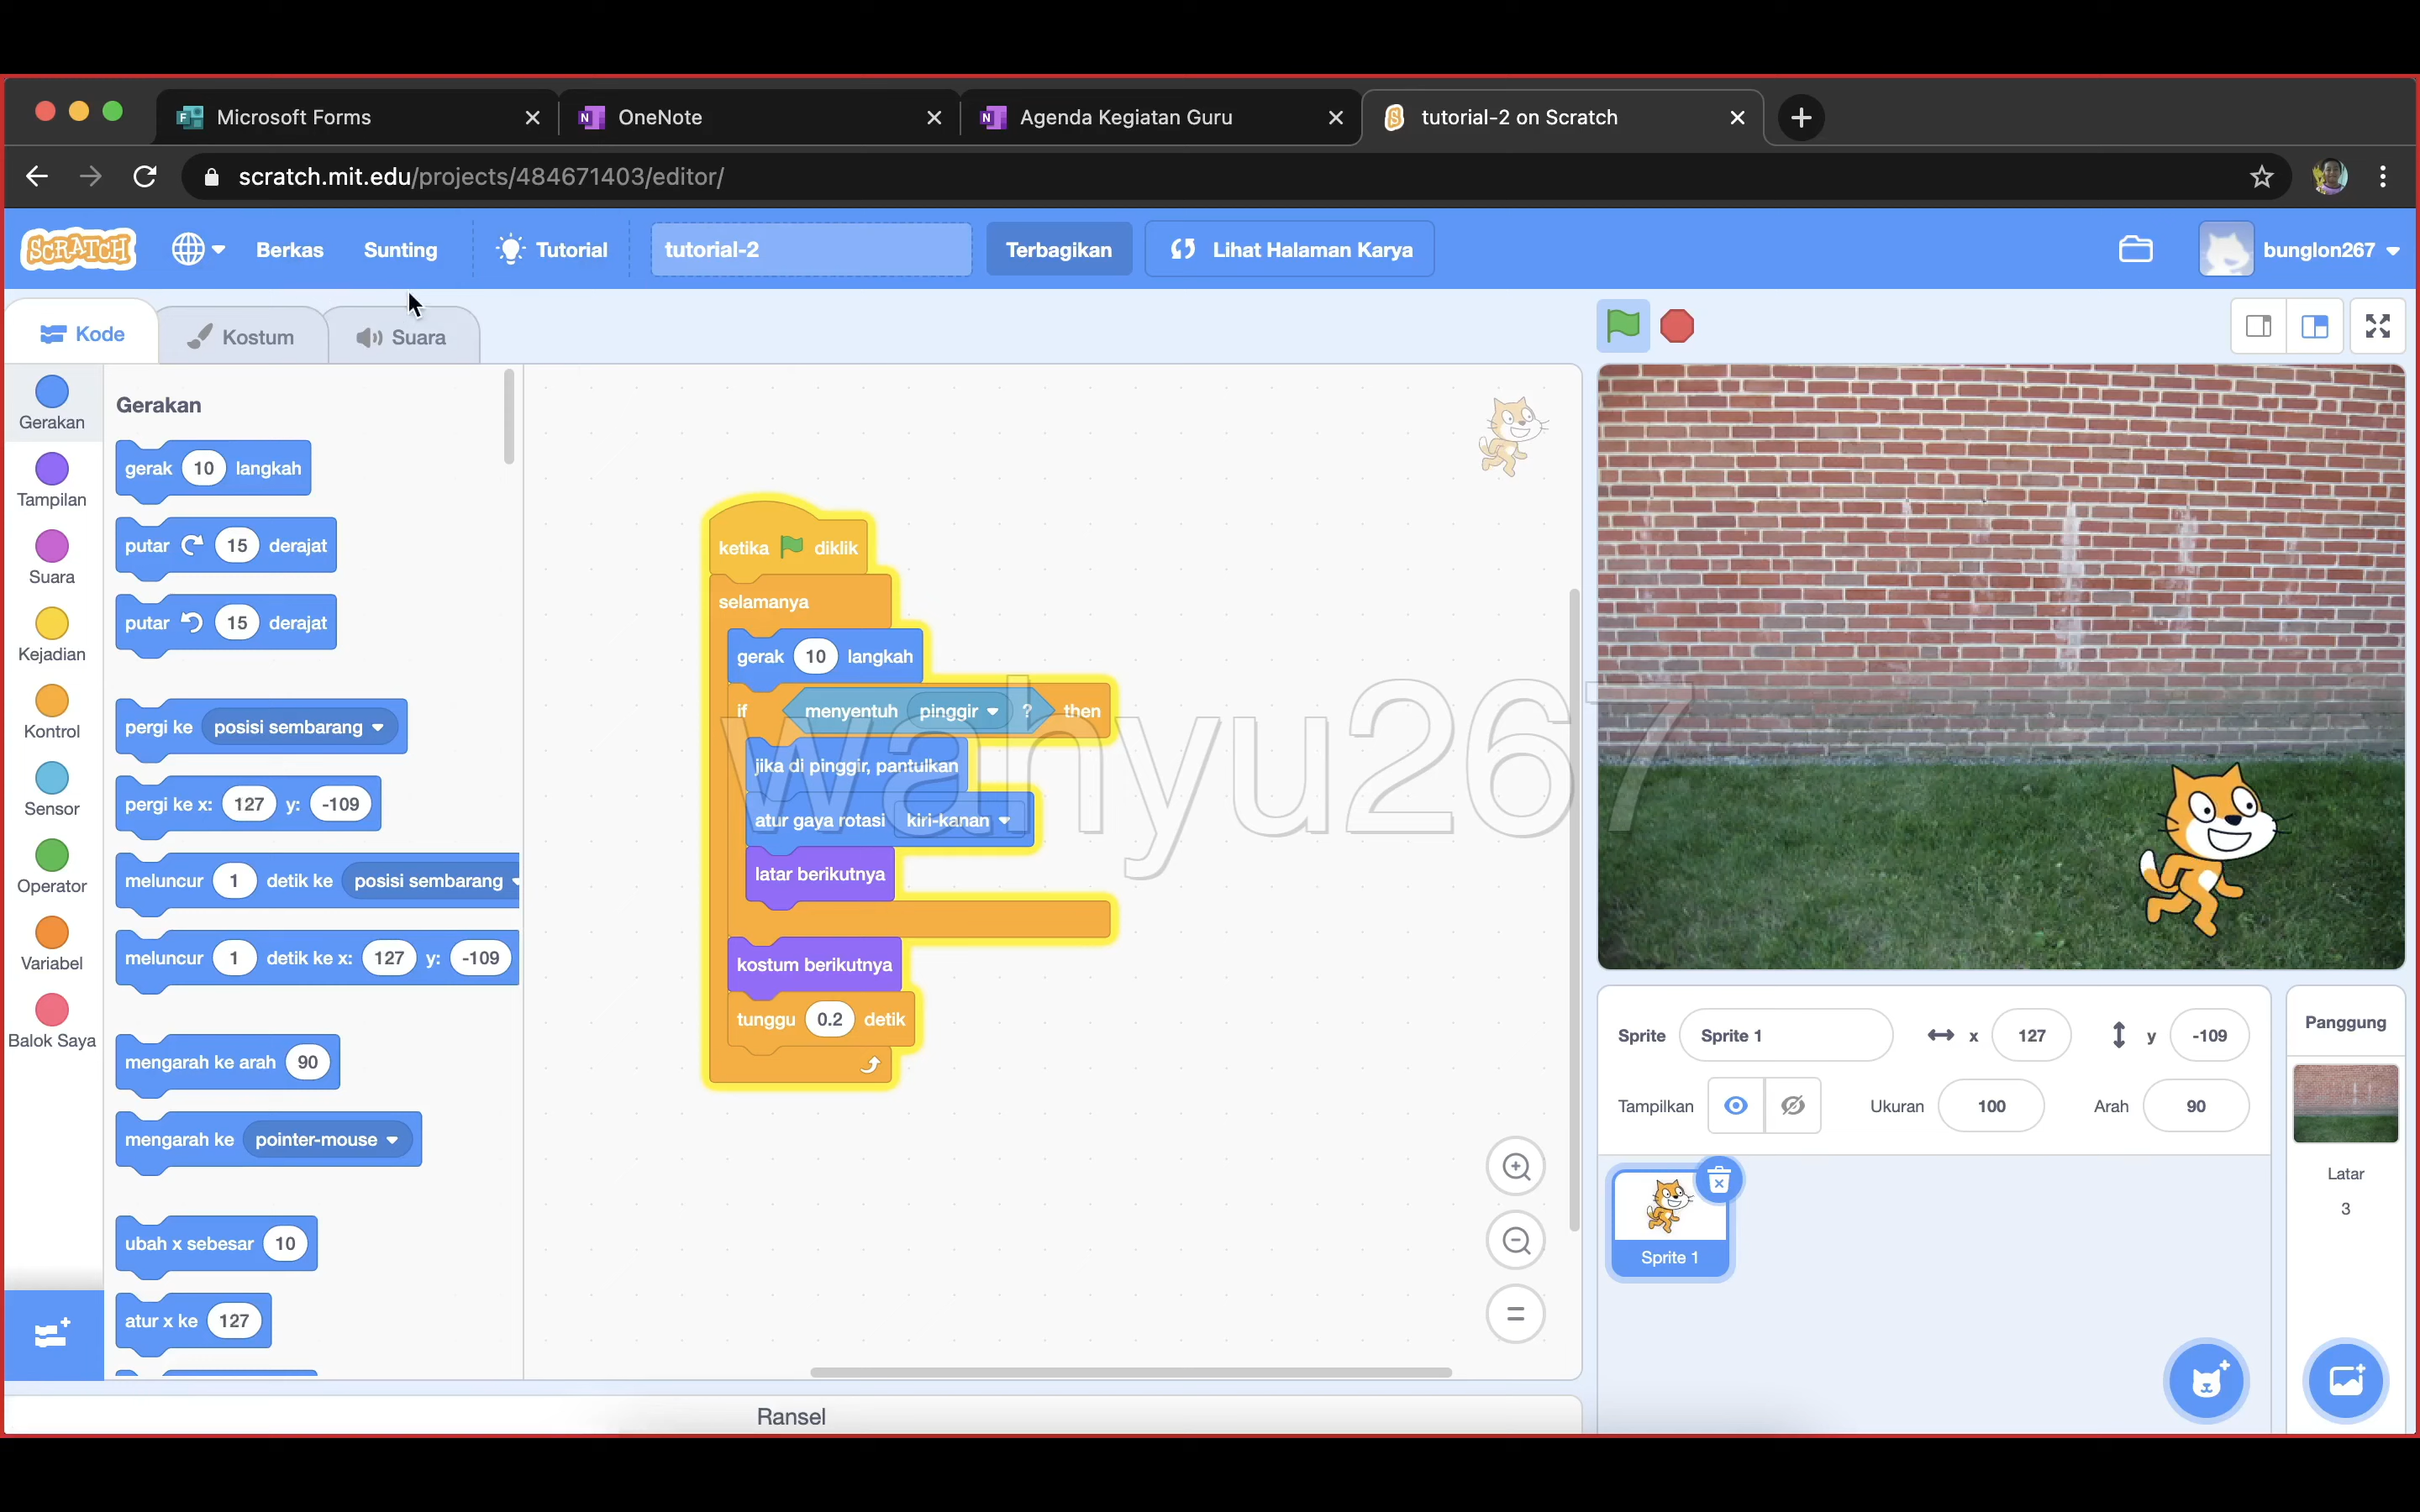 Microsoft Forms
OneNote
Agenda Kegiatan Guru
tutorial-2 on Scratch
scratch.mit.edu/projects/484671403/editor/
SCRATCH
Berkas
Sunting
Tutorial
tutorial-2
Terbagikan
Lihat Halaman Karya
bunglon267
Kode
Kostum
Suara
Gerakan
Tampilan
Suara
Kejadian
Kontrol
Sensor
Operator
Variabel
Balok Saya
Gerakan
gerak 10 langkah
putar 15 derajat
putar 15 derajat
pergi ke posisi sembarang
pergi ke x: 127 y: -109
meluncur 1 detik ke posisi sembarang
meluncur 1 detik ke x: 127 y: -109
mengarah ke arah 90
mengarah ke pointer-mouse
ubah x sebesar 10
atur x ke 127
ketika diklik
selamanya
gerak 10 langkah
if menyentuh pinggir ? then
jika di pinggir, pantulkan
atur gaya rotasi kiri-kanan
latar berikutnya
kostum berikutnya
tunggu 0.2 detik
wahyu267
Ransel
Sprite Sprite 1 x 127 y -109
Tampilkan Ukuran 100 Arah 90
Sprite 1
Panggung
Latar
3